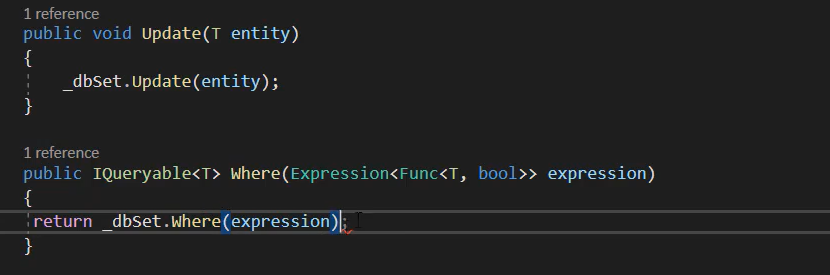 1 reference
public void Update(T entity)
{
_dbSet.Update(entity);
}
1 reference
public IQueryable<T> Where(Expression<Func<T, bool>> expression)
{
return _dbSet.Where(expression);
}